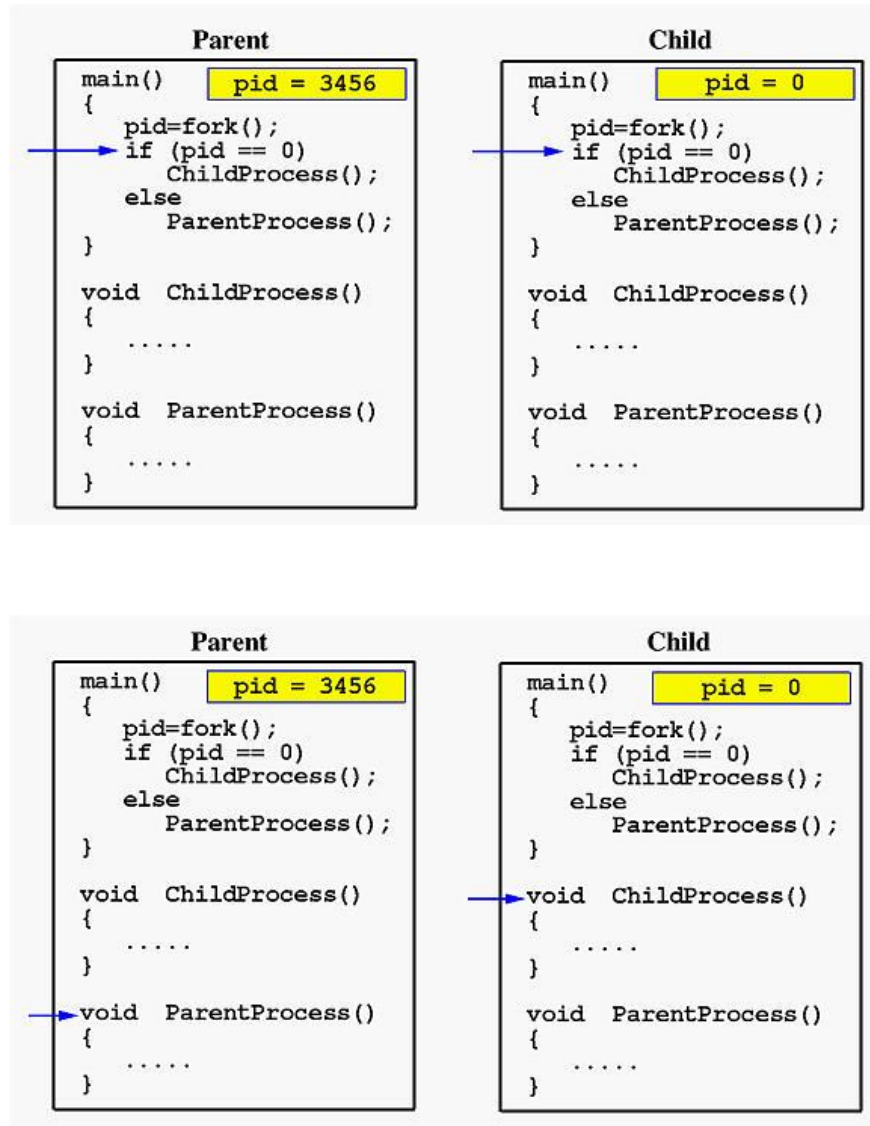 Parent
main()
pid = 3456
{
pid=fork();
if (pid == 0)
ChildProcess();
else
ParentProcess();
}
void ChildProcess()
{
.....
}
void ParentProcess()
{
.....
}
Child
main()
pid = 0
{
pid=fork();
if (pid == 0)
ChildProcess();
else
ParentProcess();
}
void ChildProcess()
{
.....
}
void ParentProcess()
{
.....
}
Parent
main()
pid = 3456
{
pid=fork();
if (pid == 0)
ChildProcess();
else
ParentProcess();
}
void ChildProcess()
{
.....
}
void ParentProcess()
{
.....
}
Child
main()
pid = 0
{
pid=fork();
if (pid == 0)
ChildProcess();
else
ParentProcess();
}
void ChildProcess()
{
.....
}
void ParentProcess()
{
.....
}